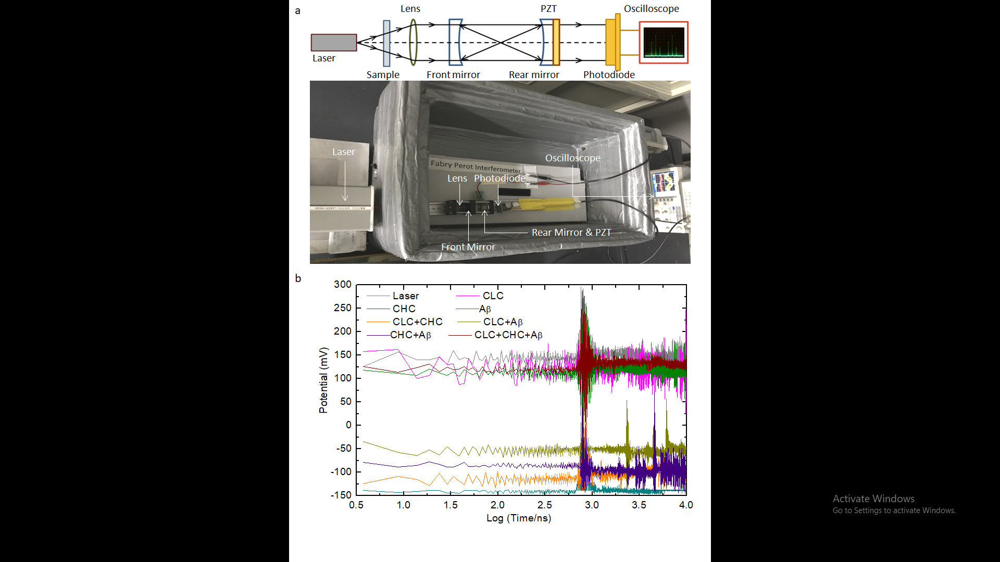 a
Lens
PZT
Oscilloscope
Laser
Sample
Front mirror
Rear mirror
Photodiode
Laser
Oscilloscope
Fabry Perot Interferometer
Lens
Photodiode
Rear Mirror & PZT
Front Mirror
b
300
250
200
150
100
50
0
-50
-100
-150
Potential (mV)
Laser
CLC
CHC
Aβ
CLC+CHC
CLC+Aβ
CHC+Aβ
CLC+CHC+Aβ
0.5 1.0 1.5 2.0 2.5 3.0 3.5 4.0
Log (Time/ns)
Activate Windows
Go to Settings to activate Windows.